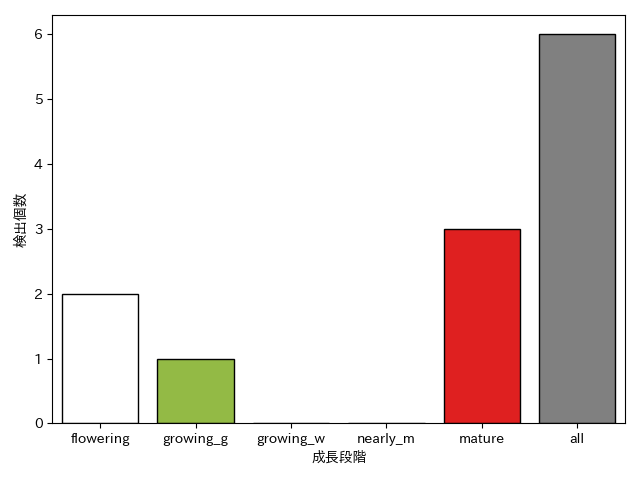 検出個数
6
5
4
3
2
1
0
flowering growing_g growing_w nearly_m mature all
成長段階